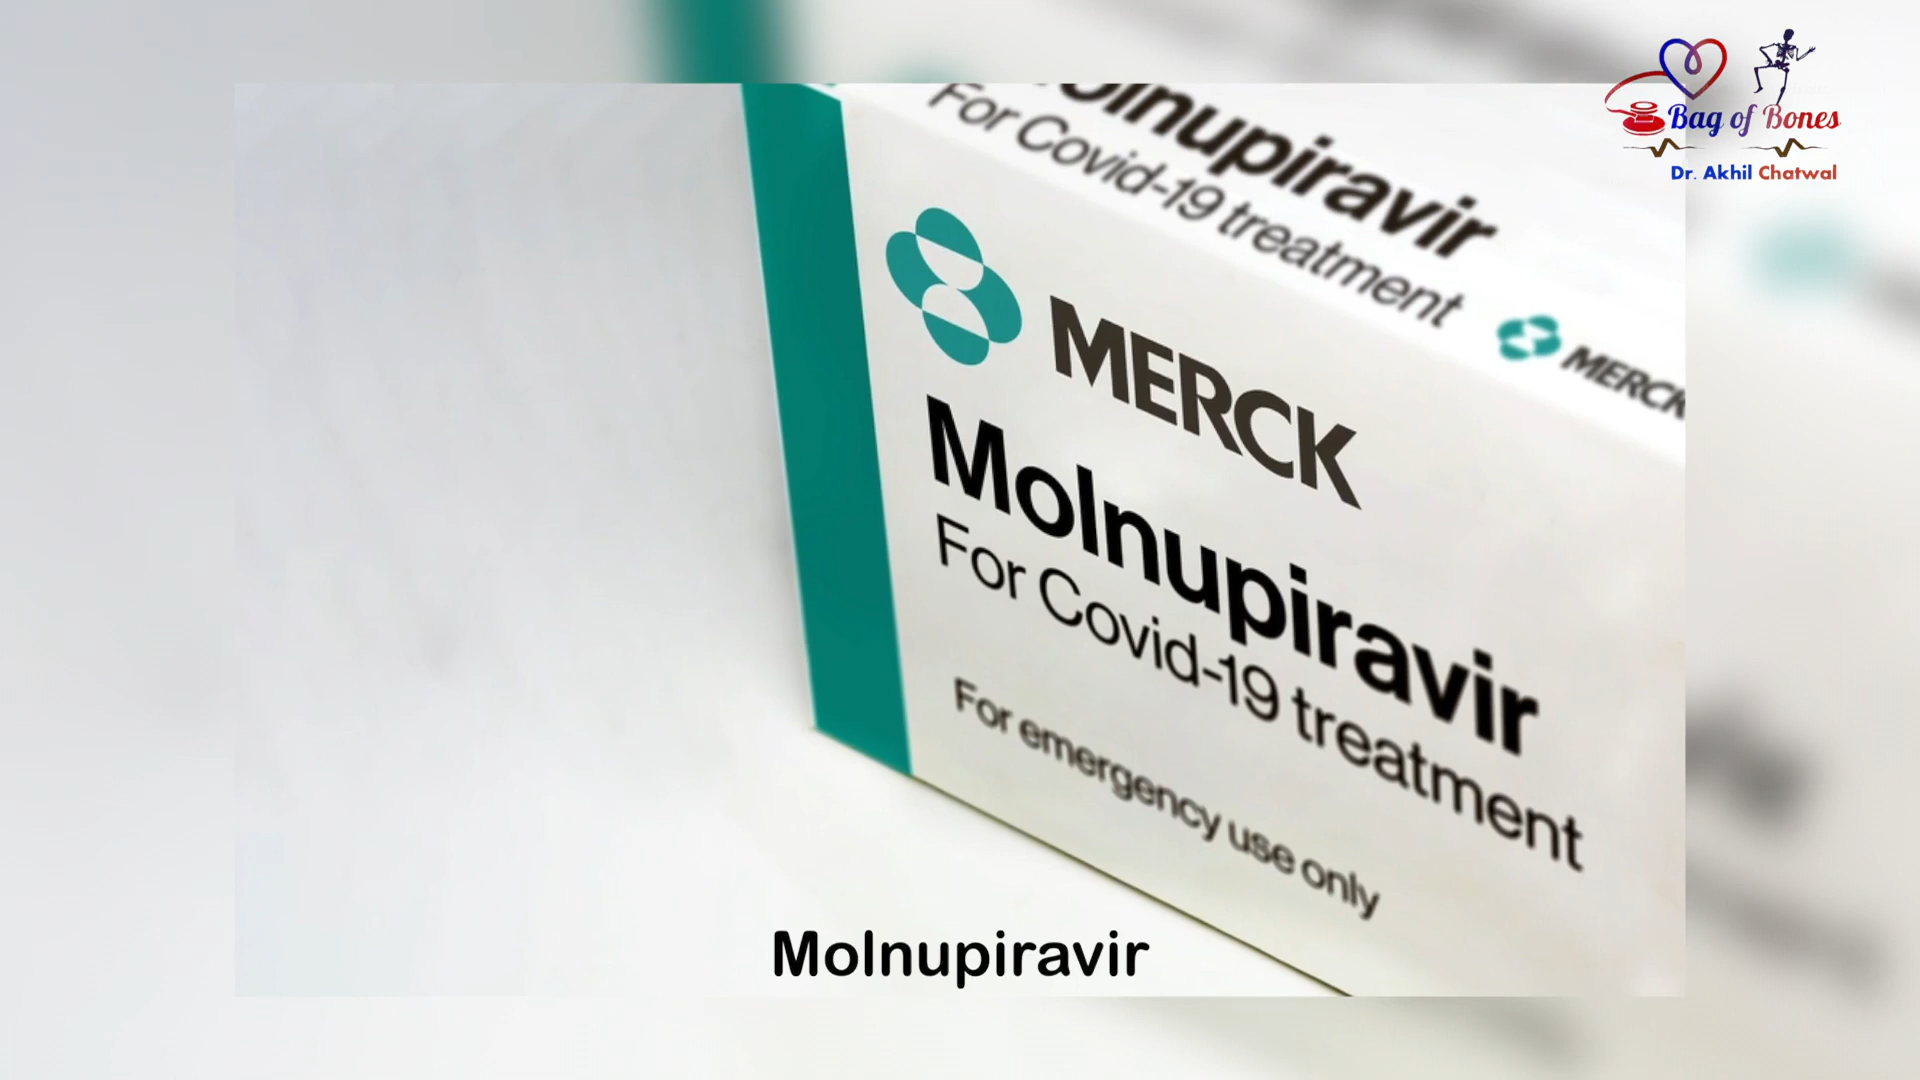 Bag of Bones
Dr. Akhil Chatwal
Molnupiravir
For Covid-19 treatment
MERCK
MERCK
Molnupiravir
For Covid-19 treatment
For emergency use only
Molnupiravir